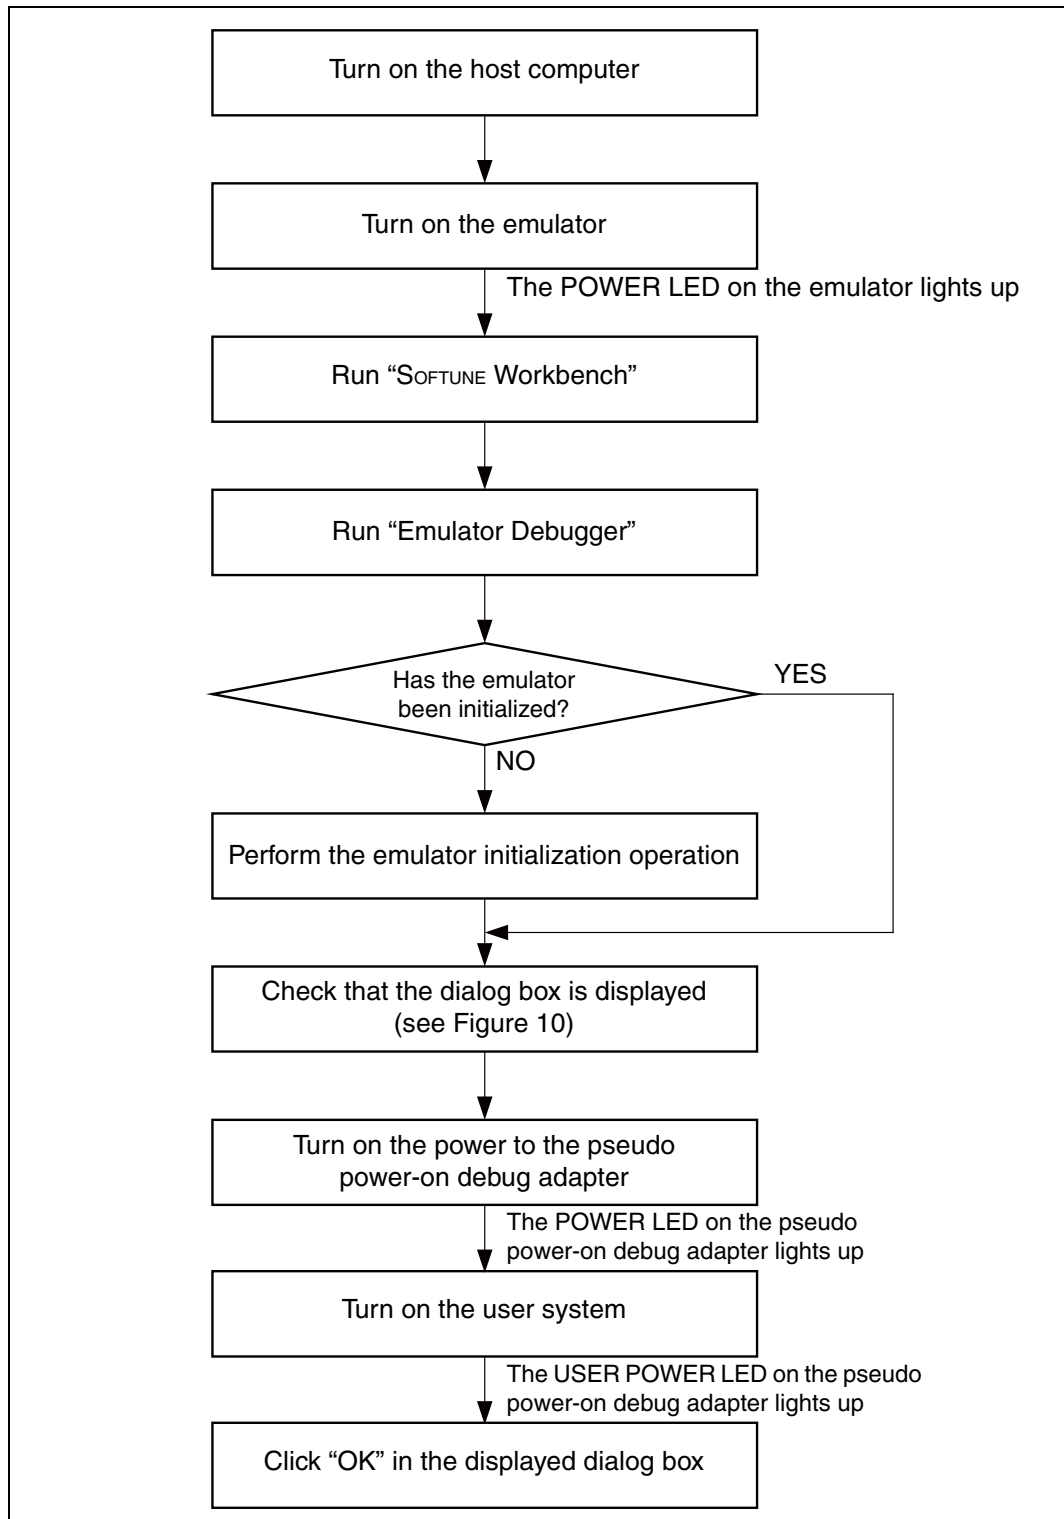 Turn on the host computer
Turn on the emulator
The POWER LED on the emulator lights up
Run “SOFTUNE Workbench”
Run “Emulator Debugger”
Has the emulator
been initialized?
YES
NO
Perform the emulator initialization operation
Check that the dialog box is displayed
(see Figure 10)
Turn on the power to the pseudo
power-on debug adapter
The POWER LED on the pseudo
power-on debug adapter lights up
Turn on the user system
The USER POWER LED on the pseudo
power-on debug adapter lights up
Click “OK” in the displayed dialog box